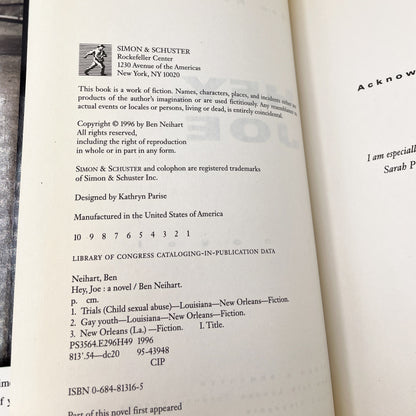 SIMON & SCHUSTER
Rockefeller Center
1230 Avenue of the Americas
New York, NY 10020
This book is a work of fiction. Names, characters, places, and incidents either are
products of the author's imagination or are used fictitiously. Any resemblance to
actual events or locales or persons, living or dead, is entirely coincidental.
Copyright © 1996 by Ben Neihart
All rights reserved,
including the right of reproduction
in whole or in part in any form.
SIMON & SCHUSTER and colophon are registered trademarks
of Simon & Schuster Inc.
Designed by Kathryn Parise
Manufactured in the United States of America
10 9 8 7 6 5 4 3 2 1
LIBRARY OF CONGRESS CATALOGING-IN-PUBLICATION DATA
Neihart, Ben
Hey, Joe : a novel / Ben Neihart.
p. cm.
1. Trials (Child sexual abuse)—Louisiana—New Orleans—Fiction.
2. Gay youth—Louisiana—New Orleans—Fiction.
3. New Orleans (La.) —Fiction. I. Title.
PS3564.E296H49 1996
813'.54—dc20 95-43948
CIP
ISBN 0-684-81316-5
Part of this novel first appeared
HEY
JOE
Acknow
I am especiall
Sarah P